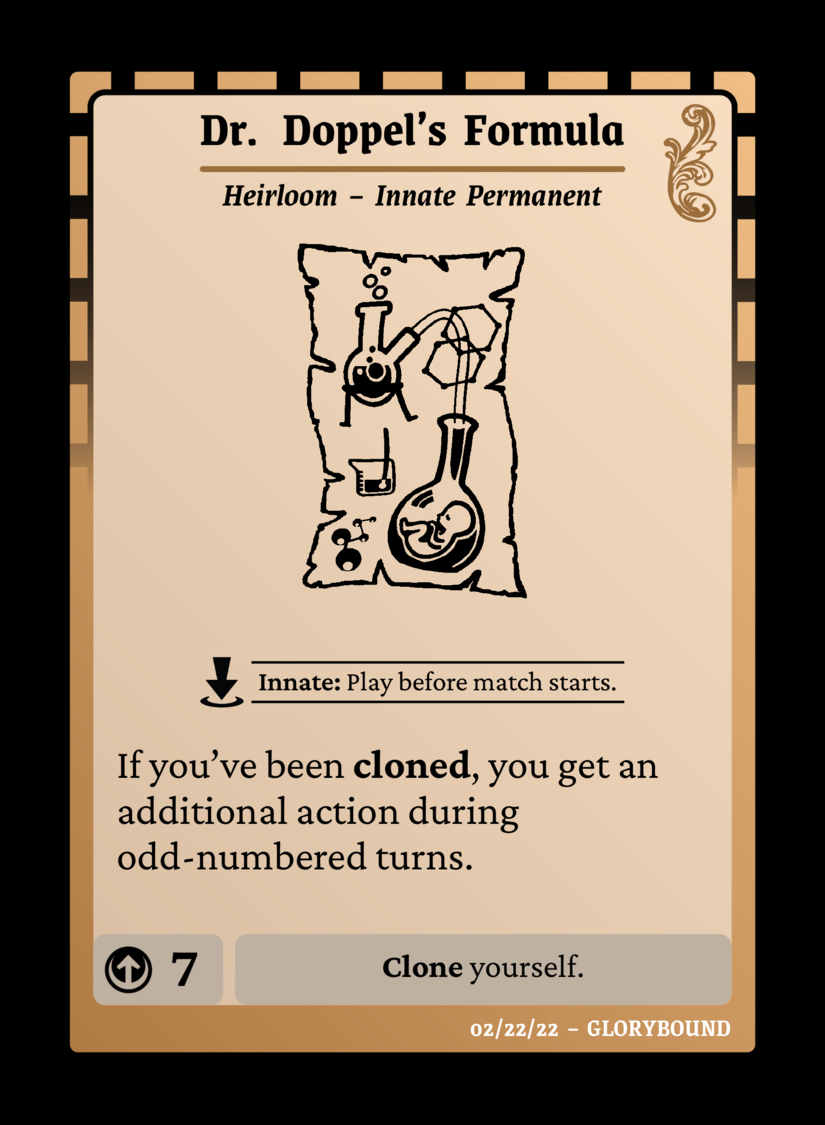 Dr. Doppel's Formula
Heirloom – Innate Permanent
Innate: Play before match starts.
If you've been cloned, you get an
additional action during
odd-numbered turns.
7
Clone yourself.
02/22/22 – GLORYBOUND